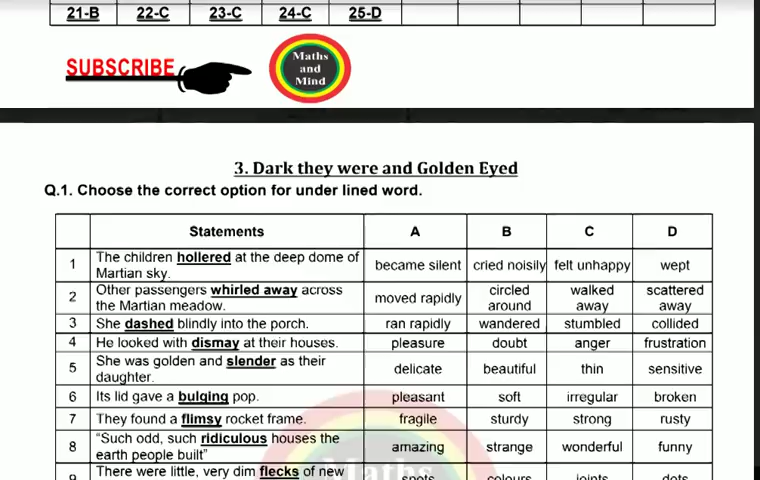 21-B 22-C 23-C 24-C 25-D
SUBSCRIBE
Maths
and
Mind
3. Dark they were and Golden Eyed
Q.1. Choose the correct option for under lined word.
Statements A B C D
1 The children hollered at the deep dome of Martian sky. became silent cried noisily felt unhappy wept
2 Other passengers whirled away across the Martian meadow. moved rapidly circled around walked away scattered away
3 She dashed blindly into the porch. ran rapidly wandered stumbled collided
4 He looked with dismay at their houses. pleasure doubt anger frustration
5 She was golden and slender as their daughter. delicate beautiful thin sensitive
6 Its lid gave a bulging pop. pleasant soft irregular broken
7 They found a flimsy rocket frame. fragile sturdy strong rusty
8 “Such odd, such ridiculous houses the earth people built” amazing strange wonderful funny
9 There were little, very dim flecks of new spots colours joints dots
Maths